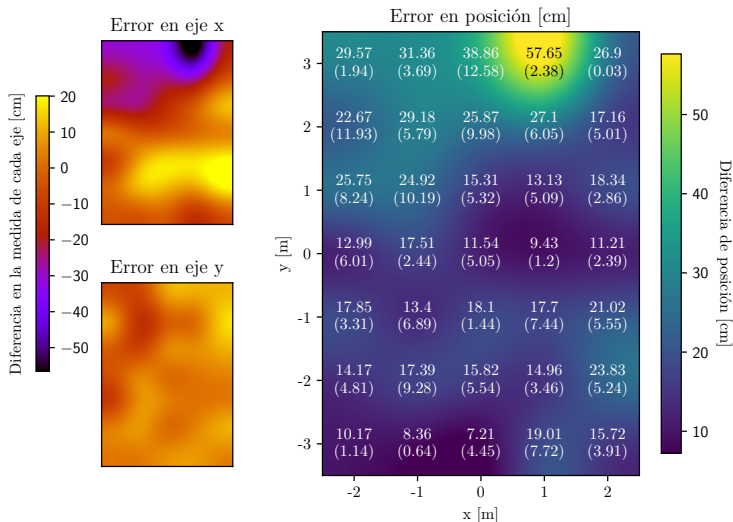 Error en eje x
Diferencia en la medida de cada eje [cm]
20
10
0
−10
−20
−30
−40
−50
Error en eje y
Error en posición [cm]
y [m]
3
29.57 31.36 38.86 57.65 26.9
(1.94) (3.69) (12.58) (2.38) (0.03)
2
22.67 29.18 25.87 27.1 17.16
(11.93) (5.79) (9.98) (6.05) (5.01)
1
25.75 24.92 15.31 13.13 18.34
(8.24) (10.19) (5.32) (5.09) (2.86)
0
12.99 17.51 11.54 9.43 11.21
(6.01) (2.44) (5.05) (1.2) (2.39)
-1
17.85 13.4 18.1 17.7 21.02
(3.31) (6.89) (1.44) (7.44) (5.55)
-2
14.17 17.39 15.82 14.96 23.83
(4.81) (9.28) (5.54) (3.46) (5.24)
-3
10.17 8.36 7.21 19.01 15.72
(1.14) (0.64) (4.45) (7.72) (3.91)
-2 -1 0 1 2
x [m]
50
40
30
20
10
Diferencia de posición [cm]